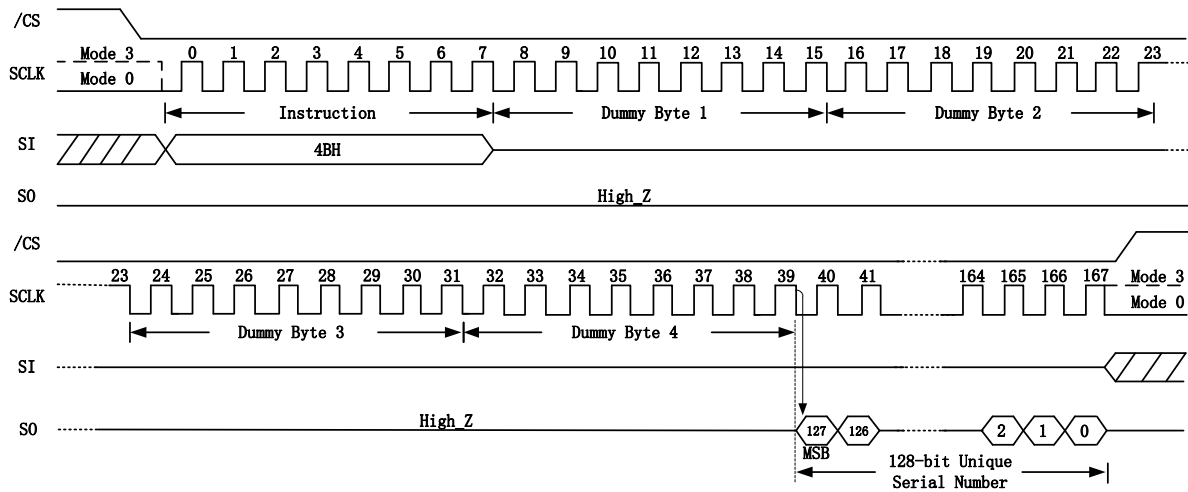 /CS
Mode 3 0 1 2 3 4 5 6 7 8 9 10 11 12 13 14 15 16 17 18 19 20 21 22 23
SCLK
Mode 0
Instruction Dummy Byte 1 Dummy Byte 2
SI
4BH
SO
High_Z
/CS
23 24 25 26 27 28 29 30 31 32 33 34 35 36 37 38 39 40 41 164 165 166 167 Mode 3
SCLK
Mode 0
Dummy Byte 3 Dummy Byte 4
SI
High_Z
SO
127 126 2 1 0
MSB
128-bit Unique
Serial Number